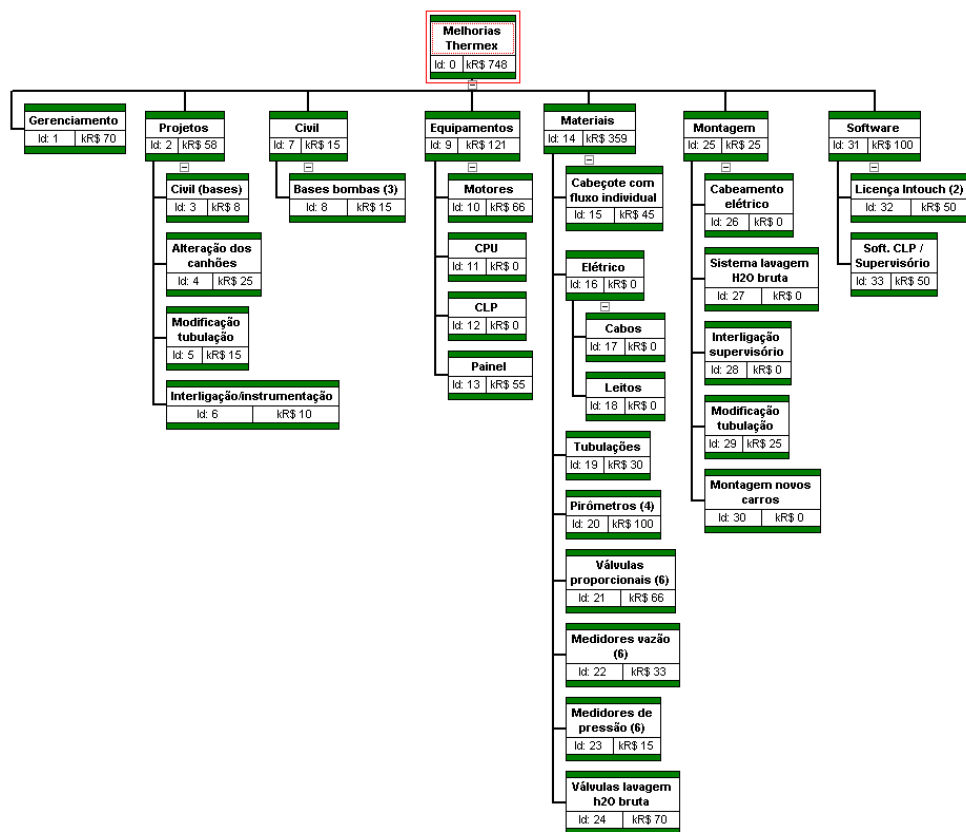 Melhorias
Thermex
Id: 0 kR$ 748
Gerenciamento
Id: 1 kR$ 70
Projetos
Id: 2 kR$ 58
Civil (bases)
Id: 3 kR$ 8
Alteração dos
canhões
Id: 4 kR$ 25
Modificação
tubulação
Id: 5 kR$ 15
Interligação/instrumentação
Id: 6 kR$ 10
Civil
Id: 7 kR$ 15
Bases bombas (3)
Id: 8 kR$ 15
Equipamentos
Id: 9 kR$ 121
Motores
Id: 10 kR$ 66
CPU
Id: 11 kR$ 0
CLP
Id: 12 kR$ 0
Painel
Id: 13 kR$ 55
Materiais
Id: 14 kR$ 359
Cabeçote com
fluxo individual
Id: 15 kR$ 45
Elétrico
Id: 16 kR$ 0
Cabos
Id: 17 kR$ 0
Leitos
Id: 18 kR$ 0
Tubulações
Id: 19 kR$ 30
Pirômetros (4)
Id: 20 kR$ 100
Válvulas
proporcionais (6)
Id: 21 kR$ 66
Medidores vazão
(6)
Id: 22 kR$ 33
Medidores de
pressão (6)
Id: 23 kR$ 15
Válvulas lavagem
h2O bruta
Id: 24 kR$ 70
Montagem
Id: 25 kR$ 25
Cabeamento
elétrico
Id: 26 kR$ 0
Sistema lavagem
H2O bruta
Id: 27 kR$ 0
Interligação
supervisório
Id: 28 kR$ 0
Modificação
tubulação
Id: 29 kR$ 25
Montagem novos
carros
Id: 30 kR$ 0
Software
Id: 31 kR$ 100
Licença Intouch (2)
Id: 32 kR$ 50
Soft. CLP /
Supervisório
Id: 33 kR$ 50